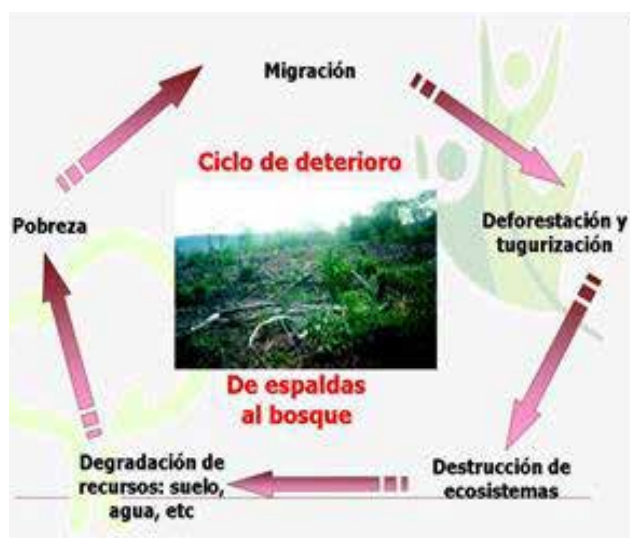 Migración
Ciclo de deterioro
Pobreza
Deforestación y
tugurización
De espaldas
al bosque
Degradación de
recursos: suelo,
agua, etc
Destrucción de
ecosistemas